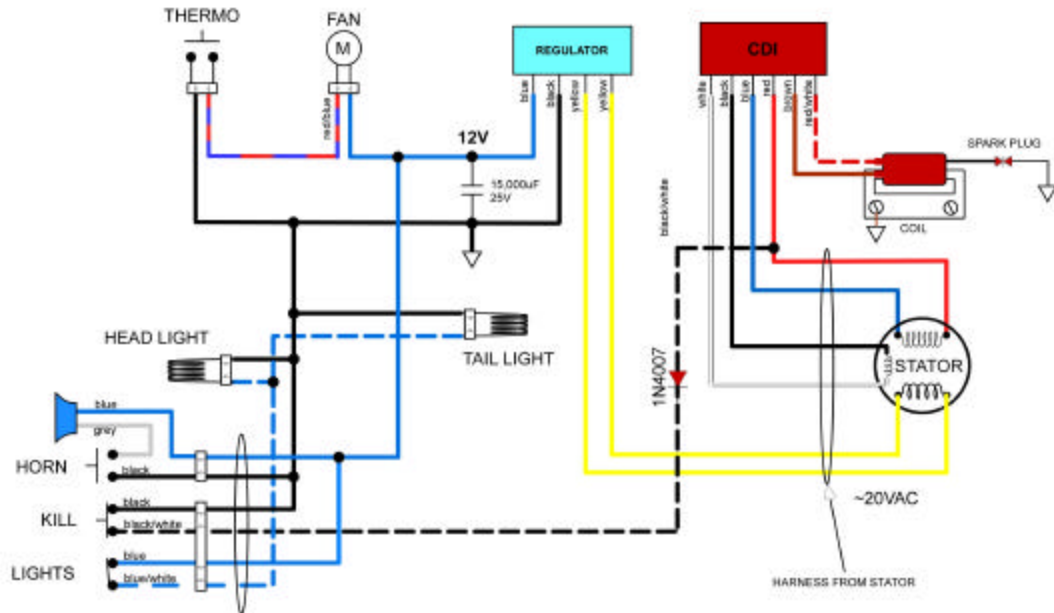 THERMO
FAN
M
REGULATOR
CDI
blue
black
yellow
yellow
white
black
blue
red
brown
red/white
red/blue
12V
15,000uF
25V
SPARK PLUG
COIL
black/white
HEAD LIGHT
TAIL LIGHT
1N4007
STATOR
blue
grey
HORN
black
KILL
black
black/white
LIGHTS
blue
blue/white
~20VAC
HARNESS FROM STATOR